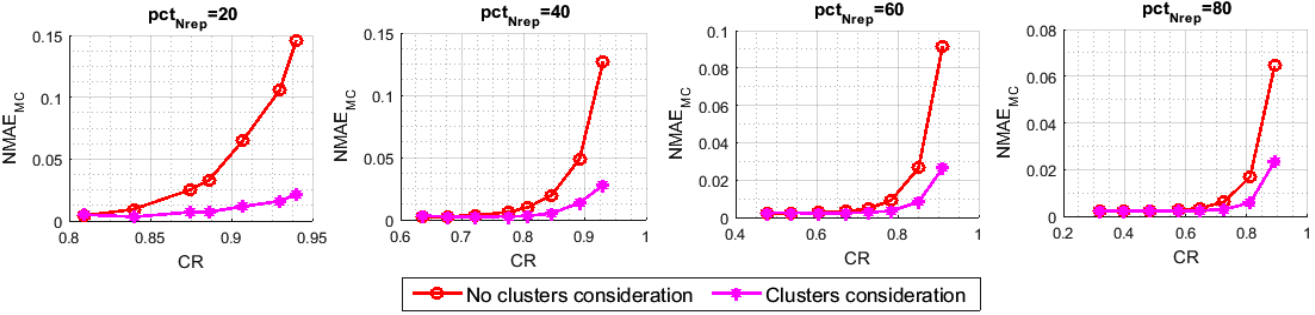 pct_Nrep=20
0.15
0.1
0.05
0
NMAE_MC
0.8 0.85 0.9 0.95
CR
pct_Nrep=40
0.15
0.1
0.05
0
NMAE_MC
0.6 0.7 0.8 0.9 1
CR
pct_Nrep=60
0.1
0.08
0.06
0.04
0.02
0
NMAE_MC
0.4 0.6 0.8 1
CR
pct_Nrep=80
0.08
0.06
0.04
0.02
0
NMAE_MC
0.2 0.4 0.6 0.8 1
CR
No clusters consideration Clusters consideration